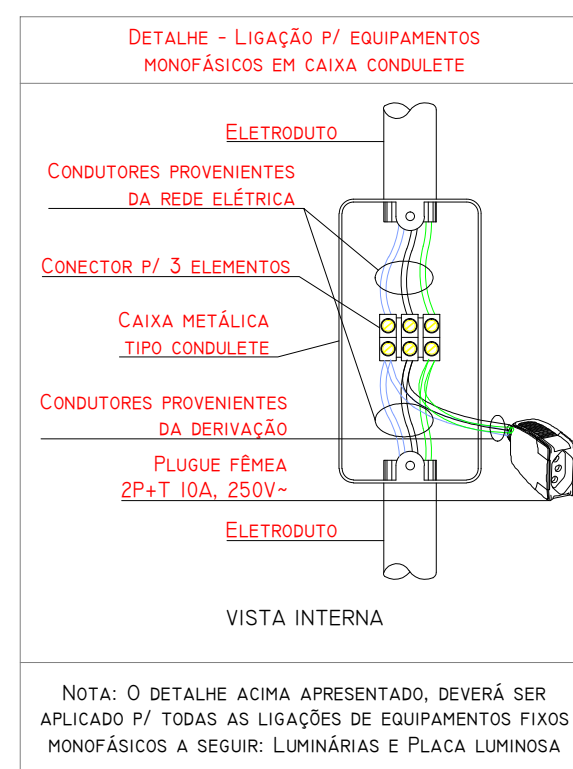 DETALHE - LIGAÇÃO P/ EQUIPAMENTOS
MONOFÁSICOS EM CAIXA CONDULETE
ELETRODUTO
CONDUTORES PROVENIENTES
DA REDE ELÉTRICA
CONECTOR P/ 3 ELEMENTOS
CAIXA METÁLICA
TIPO CONDULETE
CONDUTORES PROVENIENTES
DA DERIVAÇÃO
PLUGUE FÊMEA
2P+T 10A, 250V~
ELETRODUTO
VISTA INTERNA
NOTA: O DETALHE ACIMA APRESENTADO, DEVERÁ SER
APLICADO P/ TODAS AS LIGAÇÕES DE EQUIPAMENTOS FIXOS
MONOFÁSICOS A SEGUIR: LUMINÁRIAS E PLACA LUMINOSA